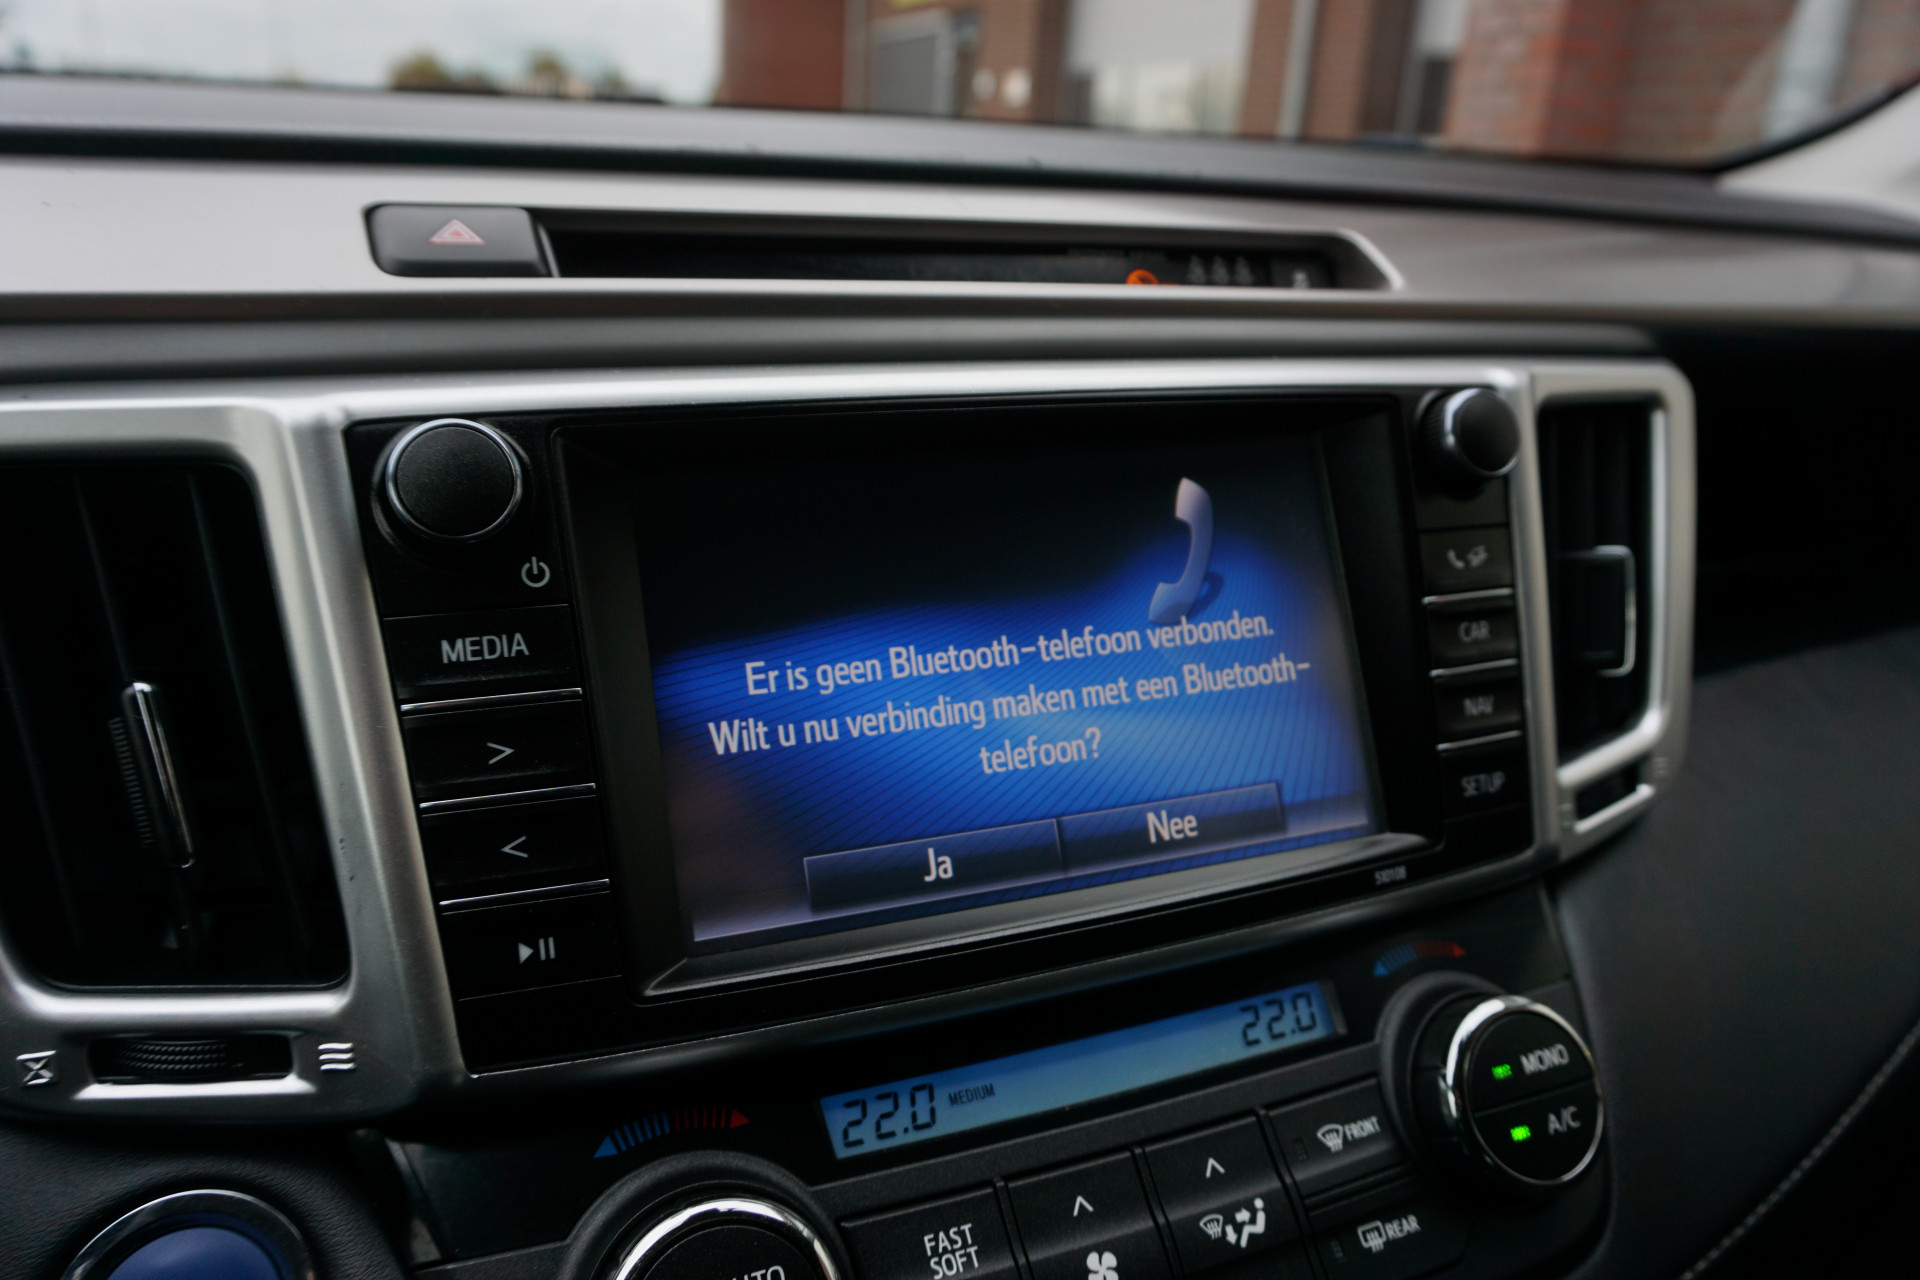 MEDIA
>
<
Er is geen Bluetooth-telefoon verbonden.
Wilt u nu verbinding maken met een Bluetooth-
telefoon?
Ja
Nee
CAR
NAV
SETUP
22.0 MEDIUM
22.0
MONO
A/C
FRONT
REAR
FAST
SOFT